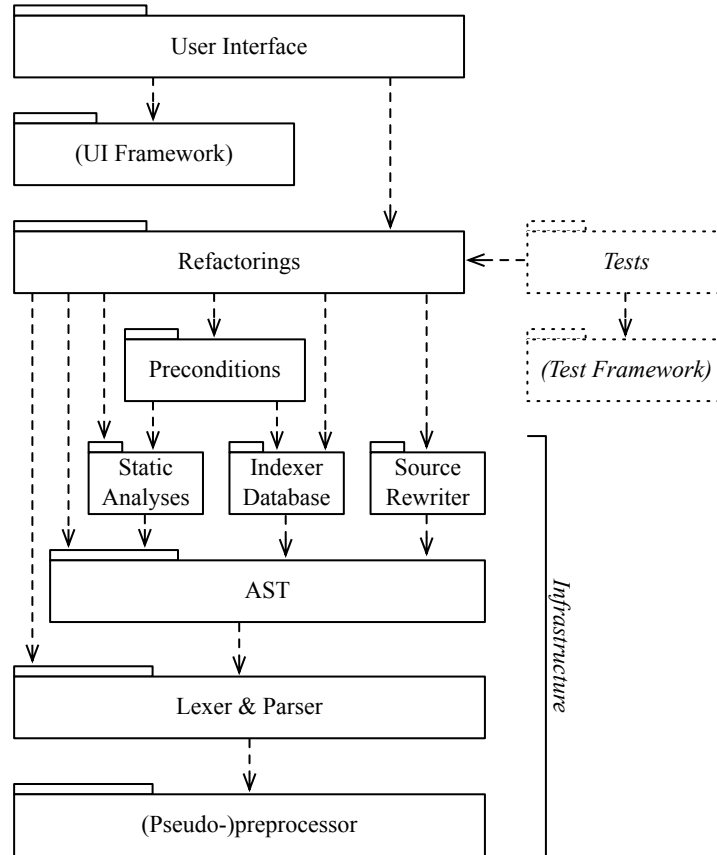 User Interface
(UI Framework)
Refactorings
Tests
Preconditions
(Test Framework)
Static
Analyses
Indexer
Database
Source
Rewriter
AST
Infrastructure
Lexer & Parser
(Pseudo-)preprocessor